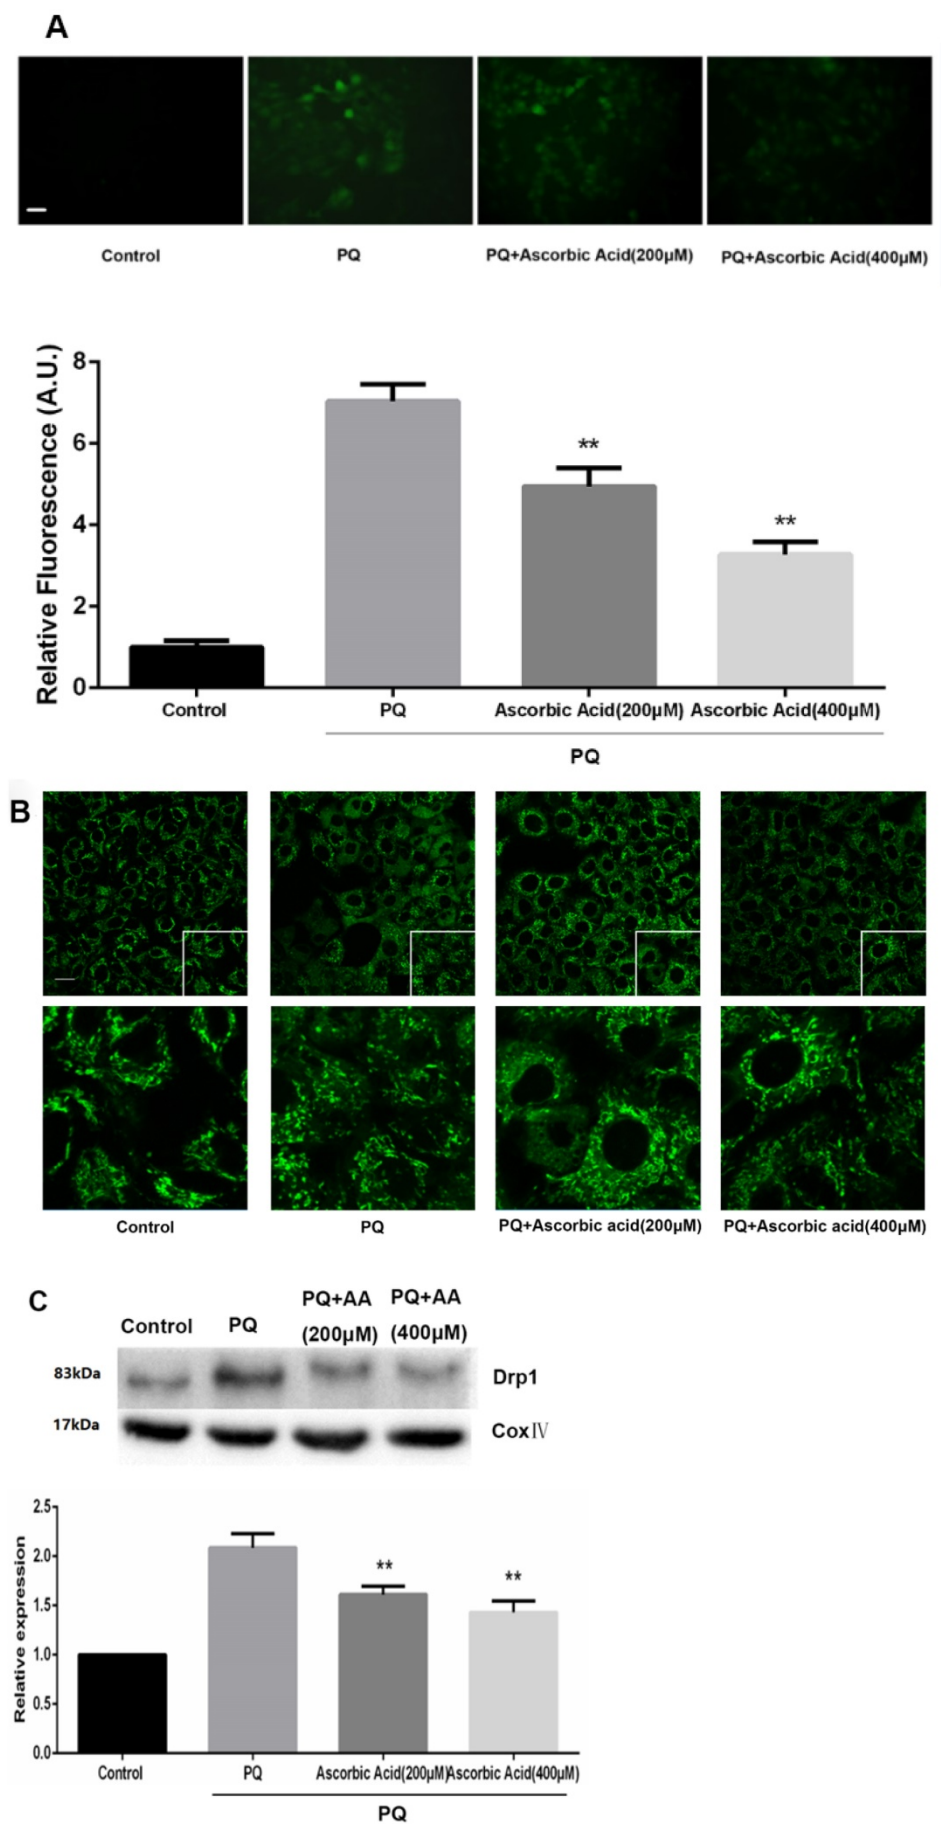 A
Control
PQ
PQ+Ascorbic Acid(200μM)
PQ+Ascorbic Acid(400μM)
Relative Fluorescence (A.U.)
8
6
4
2
0
**
**
Control
PQ
Ascorbic Acid(200μM)
Ascorbic Acid(400μM)
PQ
B
Control
PQ
PQ+Ascorbic acid(200μM)
PQ+Ascorbic acid(400μM)
C
Control
PQ
PQ+AA
(200μM)
PQ+AA
(400μM)
83kDa
Drp1
17kDa
CoxⅣ
Relative expression
2.5
2.0
1.5
1.0
0.5
0.0
**
**
Control
PQ
Ascorbic Acid(200μM)
Ascorbic Acid(400μM)
PQ